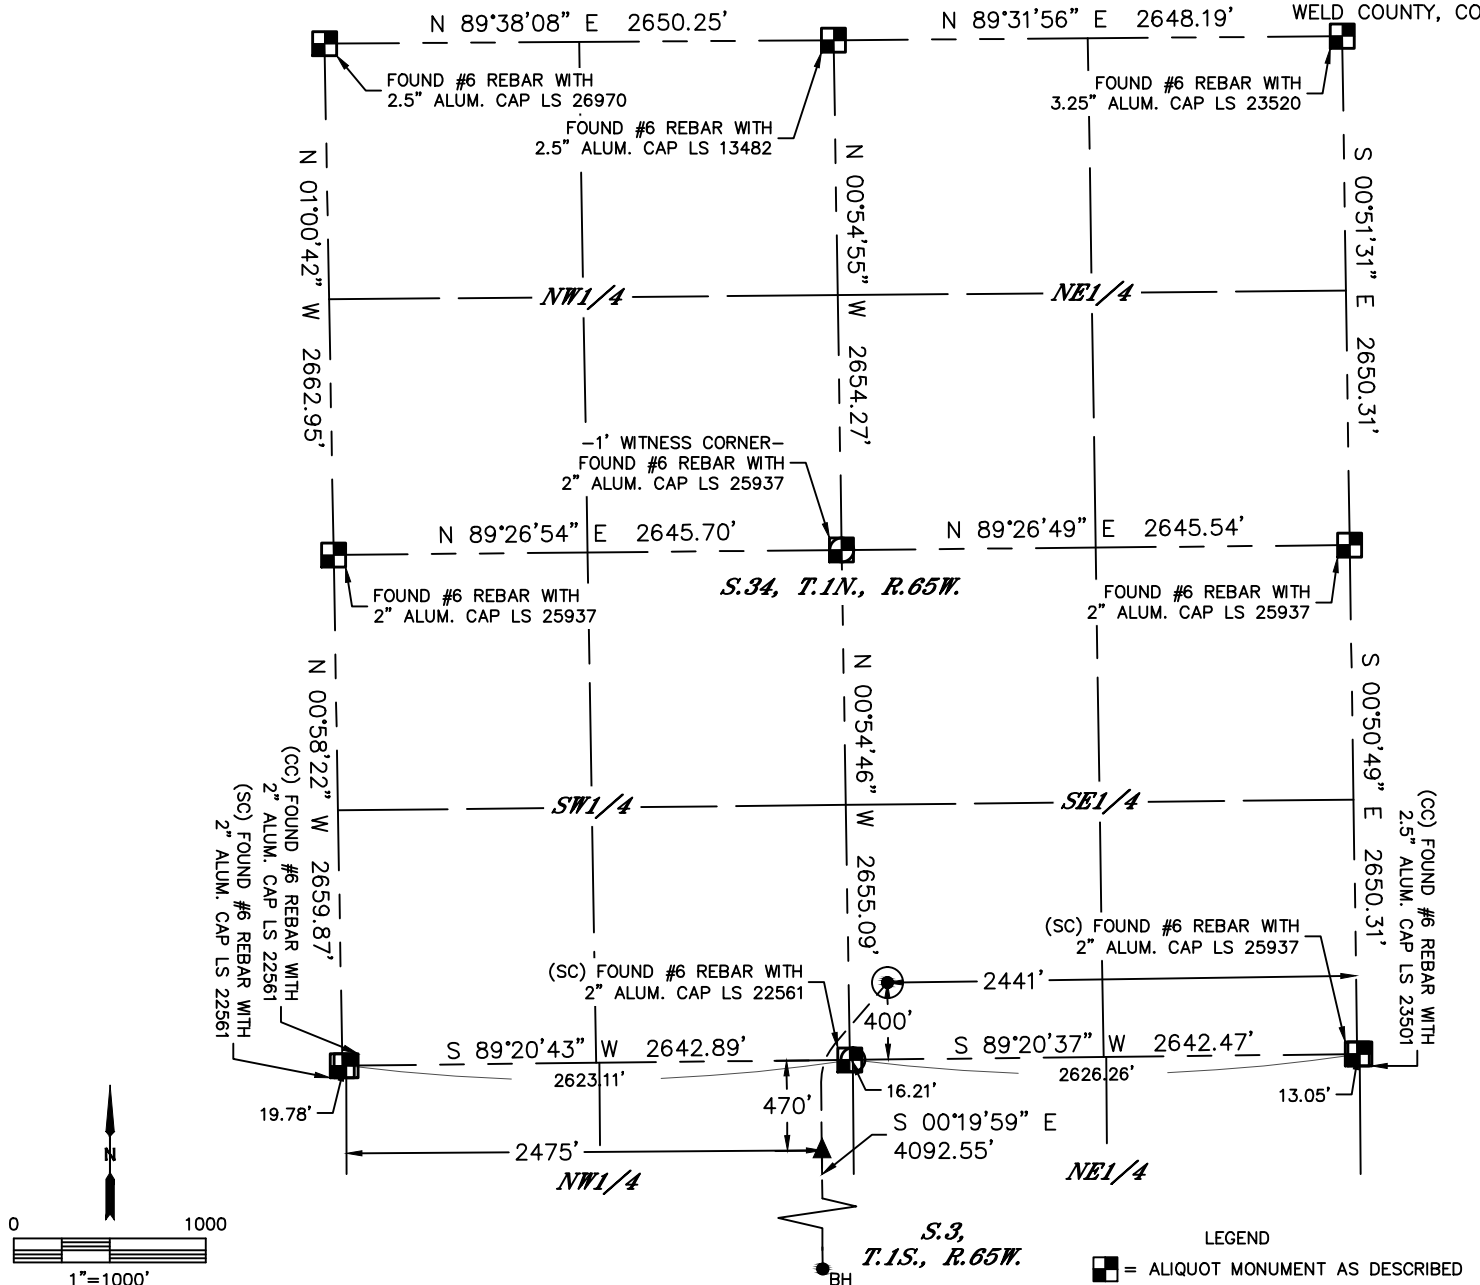 N 89°38'08" E 2650.25'
N 89°31'56" E 2648.19'
WELD COUNTY, CO
FOUND #6 REBAR WITH
2.5" ALUM. CAP LS 26970
FOUND #6 REBAR WITH
2.5" ALUM. CAP LS 13482
FOUND #6 REBAR WITH
3.25" ALUM. CAP LS 23520
N 01°00'42" W 2662.95'
N 00°54'55" W 2654.27'
S 00°51'31" E 2650.31'
NW1/4
NE1/4
-1' WITNESS CORNER-
FOUND #6 REBAR WITH
2" ALUM. CAP LS 25937
N 89°26'54" E 2645.70'
N 89°26'49" E 2645.54'
S.34, T.1N., R.65W.
FOUND #6 REBAR WITH
2" ALUM. CAP LS 25937
FOUND #6 REBAR WITH
2" ALUM. CAP LS 25937
N 00°58'22" W 2659.87'
N 00°54'46" W 2655.09'
S 00°50'49" E 2650.31'
SW1/4
SE1/4
(CC) FOUND #6 REBAR WITH
2" ALUM. CAP LS 22561
(SC) FOUND #6 REBAR WITH
2" ALUM. CAP LS 22561
(CC) FOUND #6 REBAR WITH
2.5" ALUM. CAP LS 23501
(SC) FOUND #6 REBAR WITH
2" ALUM. CAP LS 25937
(SC) FOUND #6 REBAR WITH
2" ALUM. CAP LS 22561
2441'
400'
S 89°20'43" W 2642.89'
S 89°20'37" W 2642.47'
2623.11'
2626.26'
19.78'
470'
16.21'
13.05'
S 00°19'59" E
4092.55'
2475'
NW1/4
NE1/4
N
0 1000
1"=1000'
S.3,
T.1S., R.65W.
BH
LEGEND
= ALIQUOT MONUMENT AS DESCRIBED